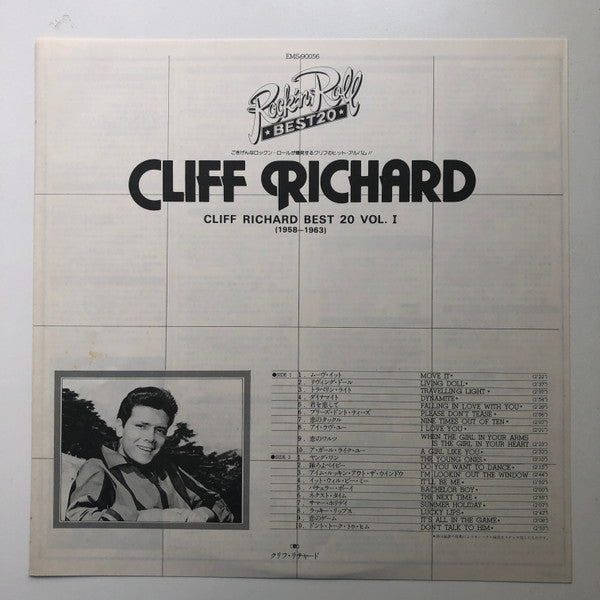 EMS-90056
Rock'n Roll
★BEST20★
ごきげんなロックン・ロールが爆発するクリフのヒット・アルバム!!
CLIFF RICHARD
CLIFF RICHARD BEST 20 VOL. I
(1958–1963)
●SIDE 1 1. ムーヴ・イット MOVE IT* (2'22")
2. リヴィング・ドール LIVING DOLL* (2'37")
3. トラベリン・ライト TRAVELLING LIGHT*
4. ダイナマイト DYNAMITE*
5. 君を恋して FALLING IN LOVE WITH YOU*
6. プリーズ・ドント・ティーズ PLEASE DON'T TEASE*
7. 恋のタックル NINE TIMES OUT OF TEN
8. アイ・ラヴ・ユー I LOVE YOU
9. 恋のワルツ WHEN THE GIRL IN YOUR ARMS
IS THE GIRL IN YOUR HEART
10. ア・ガール・ライク・ユー A GIRL LIKE YOU
●SIDE 2 1. ヤング・ワン THE YOUNG ONES
2. 踊ろよベイビー DO YOU WANT TO DANCE
3. アイム・ルッキン・アウト・ザ・ウインドウ I'M LOOKIN' OUT THE WINDOW
4. イット・ウィル・ビー・ミー IT'LL BE ME
5. バチュラー・ボーイ BACHELOR BOY
6. ネクスト・タイム THE NEXT TIME
7. サマー・ホリデイ SUMMER HOLIDAY
8. ラッキー・リップス LUCKY LIPS
9. 恋のゲーム IT'S ALL IN THE GAME
10. ドント・トーク・トゥ・ヒム DON'T TALK TO HIM
(歌)
クリフ・リチャード